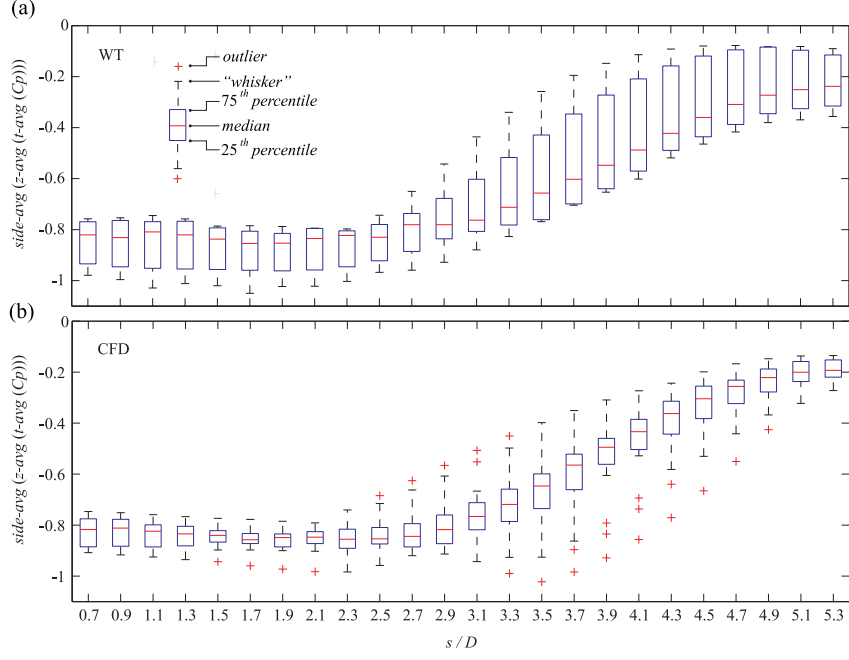 (a)
0
-0.2
-0.4
-0.6
-0.8
-1
side-avg (z-avg (t-avg (Cp)))
WT
outlier
“whisker”
75th percentile
median
25th percentile
(b)
0
-0.2
-0.4
-0.6
-0.8
-1
side-avg (z-avg (t-avg (Cp)))
CFD
0.7 0.9 1.1 1.3 1.5 1.7 1.9 2.1 2.3 2.5 2.7 2.9 3.1 3.3 3.5 3.7 3.9 4.1 4.3 4.5 4.7 4.9 5.1 5.3
s / D